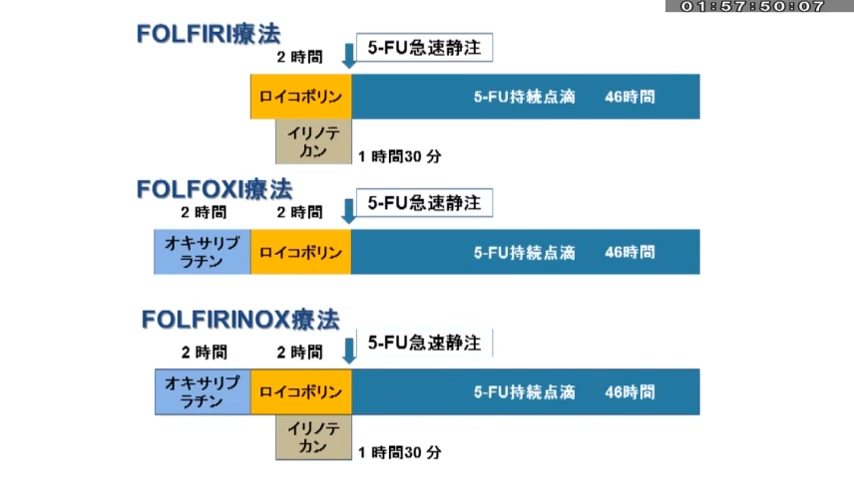 01:57:50:07
FOLFIRI療法
2 時間
5-FU急速静注
ロイコボリン
5-FU持続点滴 46時間
イリノテ
カン
1 時間30 分
FOLFOXI療法
2 時間 2 時間
5-FU急速静注
オキサリプ
ラチン
ロイコボリン
5-FU持続点滴 46時間
FOLFIRINOX療法
2 時間 2 時間
5-FU急速静注
オキサリプ
ラチン
ロイコボリン
5-FU持続点滴 46時間
イリノテ
カン
1 時間30 分